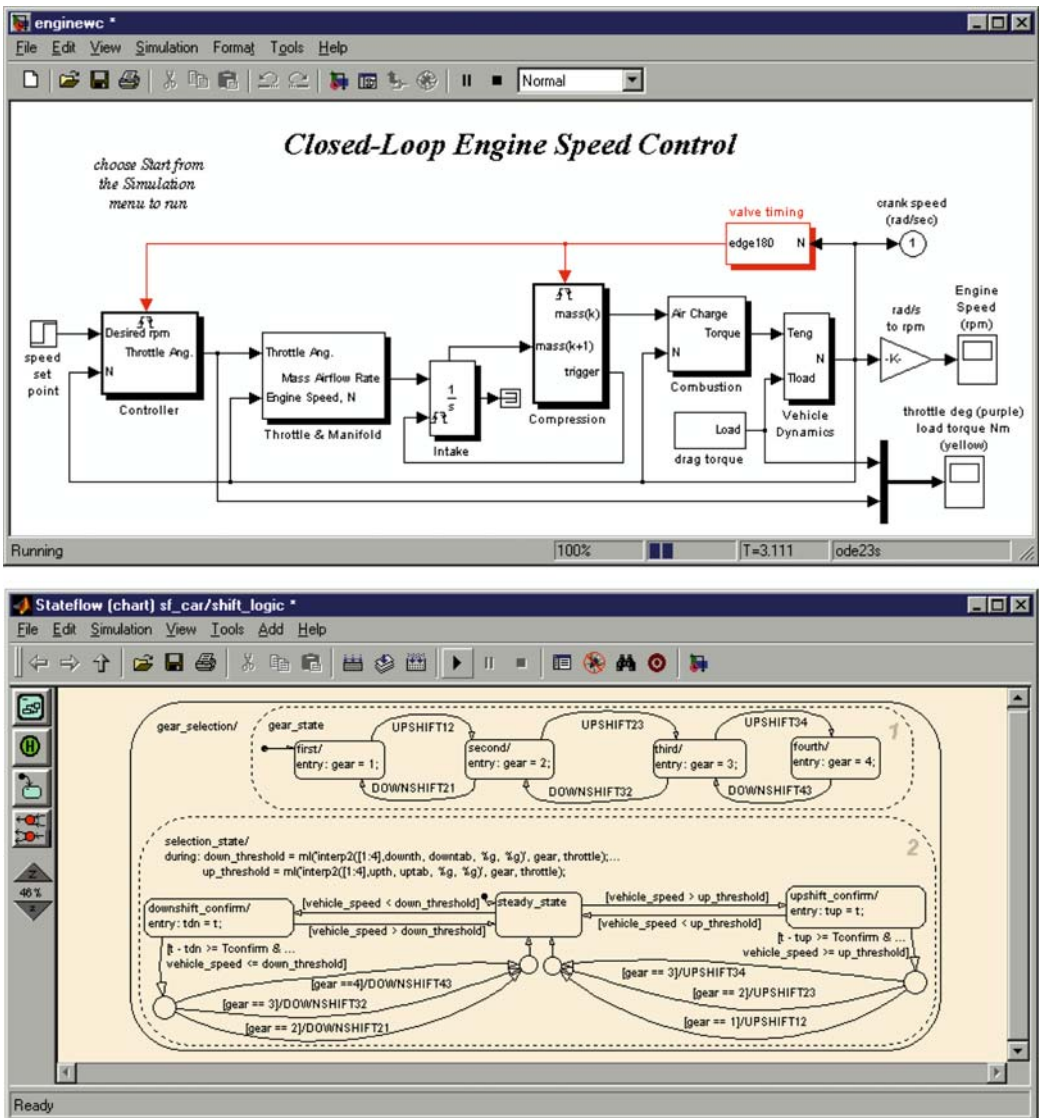 enginewc *
File Edit View Simulation Format Tools Help
Normal
Closed-Loop Engine Speed Control
choose Start from
the Simulation
menu to run
valve timing
edge180 N
crank speed
(rad/sec)
1
speed
set
point
Desired rpm
Throttle Ang.
N
Controller
Throttle Ang.
Mass Airflow Rate
Engine Speed, N
Throttle & Manifold
1
s
Intake
mass(k)
mass(k+1)
trigger
Compression
Air Charge
Torque
N
Combustion
Load
drag torque
Teng
N
Tload
Vehicle
Dynamics
rad/s
to rpm
-K-
Engine
Speed
(rpm)
throttle deg (purple)
load torque Nm
(yellow)
Running 100% T=3.111 ode23s
Stateflow (chart) sf_car/shift_logic *
File Edit Simulation View Tools Add Help
H
Z
46 %
z
gear_selection/
gear_state
1
UPSHIFT12 UPSHIFT23 UPSHIFT34
first/
entry: gear = 1;
second/
entry: gear = 2;
third/
entry: gear = 3;
fourth/
entry: gear = 4;
DOWNSHIFT21 DOWNSHIFT32 DOWNSHIFT43
2
selection_state/
during: down_threshold = ml('interp2([1:4],downth, downtab, %g, %g)', gear, throttle);...
up_threshold = ml('interp2([1:4],upth, uptab, %g, %g)', gear, throttle);
downshift_confirm/
entry: tdn = t;
[vehicle_speed < down_threshold]
[vehicle_speed > down_threshold]
steady_state
[vehicle_speed > up_threshold]
[vehicle_speed < up_threshold]
upshift_confirm/
entry: tup = t;
[t - tdn >= Tconfirm & ...
vehicle_speed <= down_threshold]
[t - tup >= Tconfirm & ...
vehicle_speed >= up_threshold]
[gear ==4]/DOWNSHIFT43
[gear == 3]/DOWNSHIFT32
[gear == 2]/DOWNSHIFT21
[gear == 3]/UPSHIFT34
[gear == 2]/UPSHIFT23
[gear == 1]/UPSHIFT12
Ready